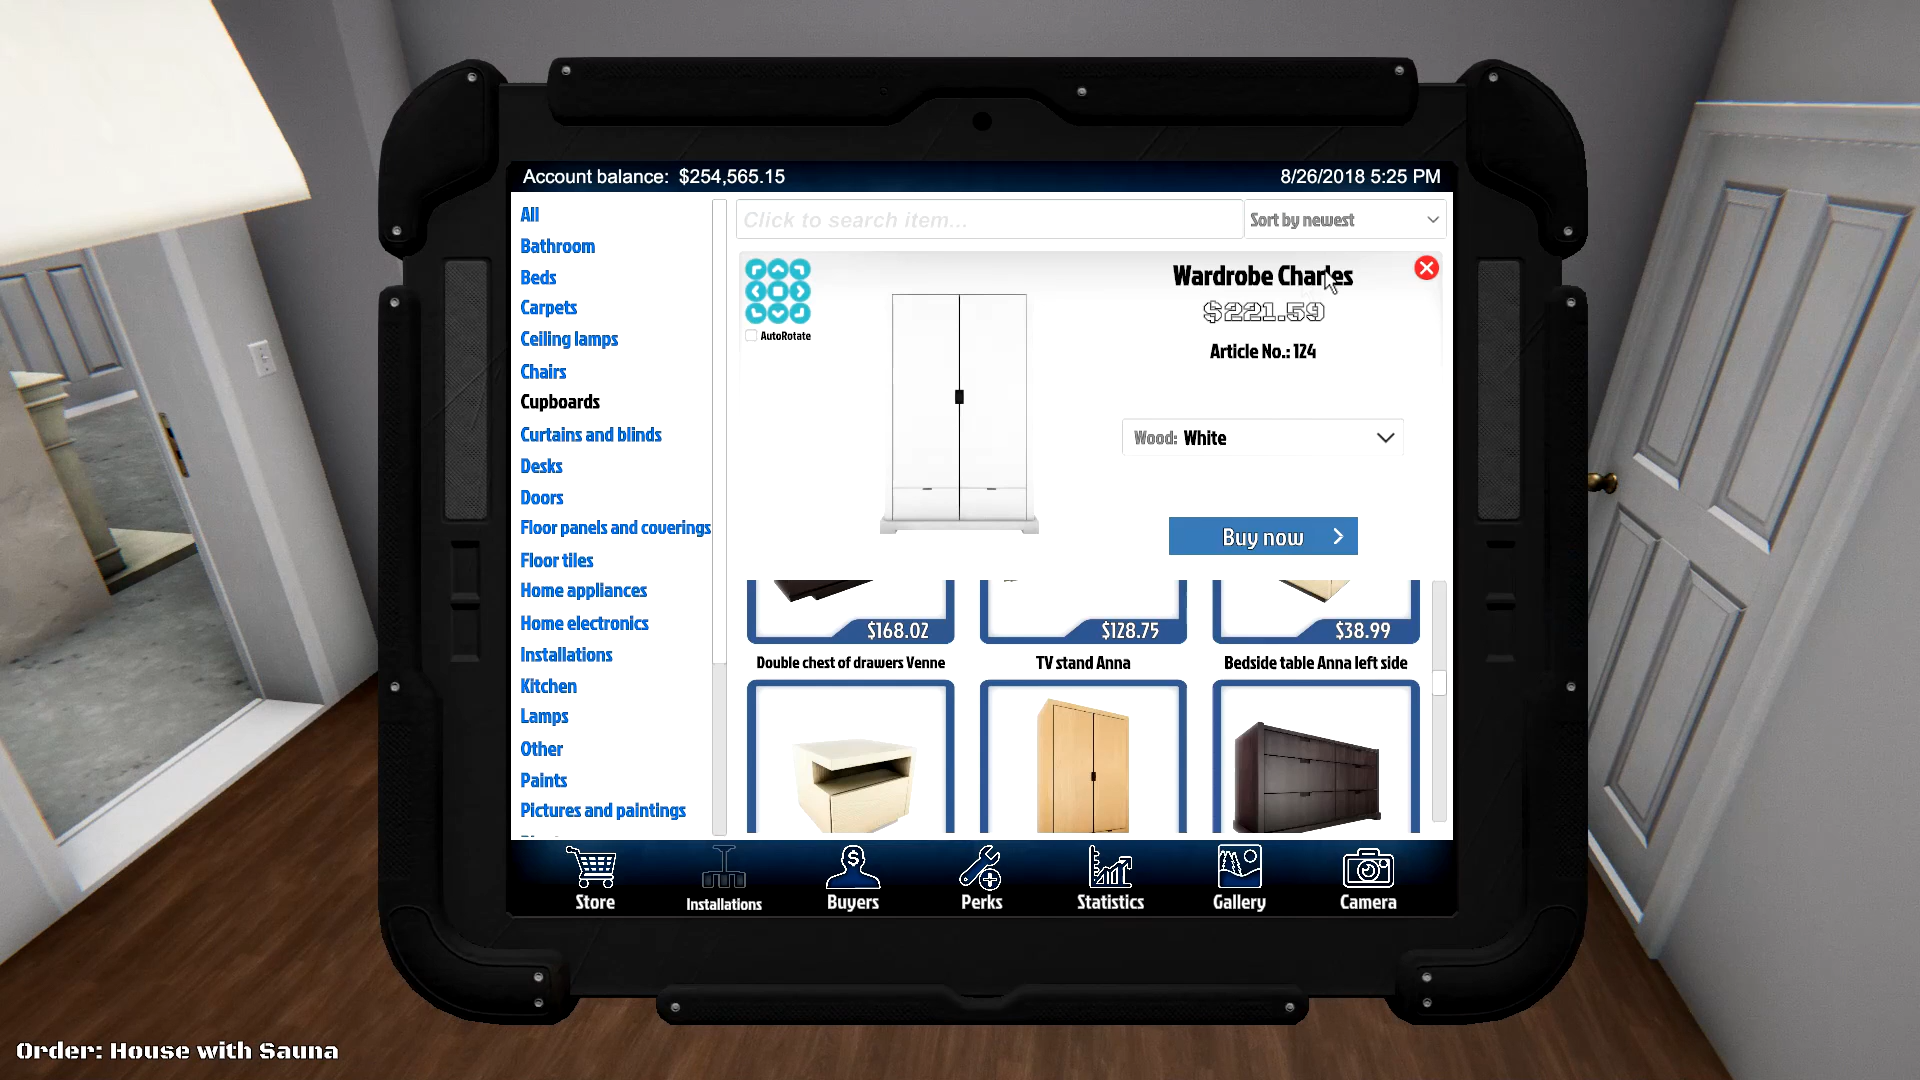 Account balance: $254,565.15
8/26/2018 5:25 PM
All
Bathroom
Beds
Carpets
Ceiling lamps
Chairs
Cupboards
Curtains and blinds
Desks
Doors
Floor panels and coverings
Floor tiles
Home appliances
Home electronics
Installations
Kitchen
Lamps
Other
Paints
Pictures and paintings
Click to search item...
Sort by newest
AutoRotate
Wardrobe Charles
$221.59
Article No.: 124
Wood: White
Buy now
$168.02
$128.75
$38.99
Double chest of drawers Venne
TV stand Anna
Bedside table Anna left side
Store
Installations
Buyers
Perks
Statistics
Gallery
Camera
Order: House with Sauna